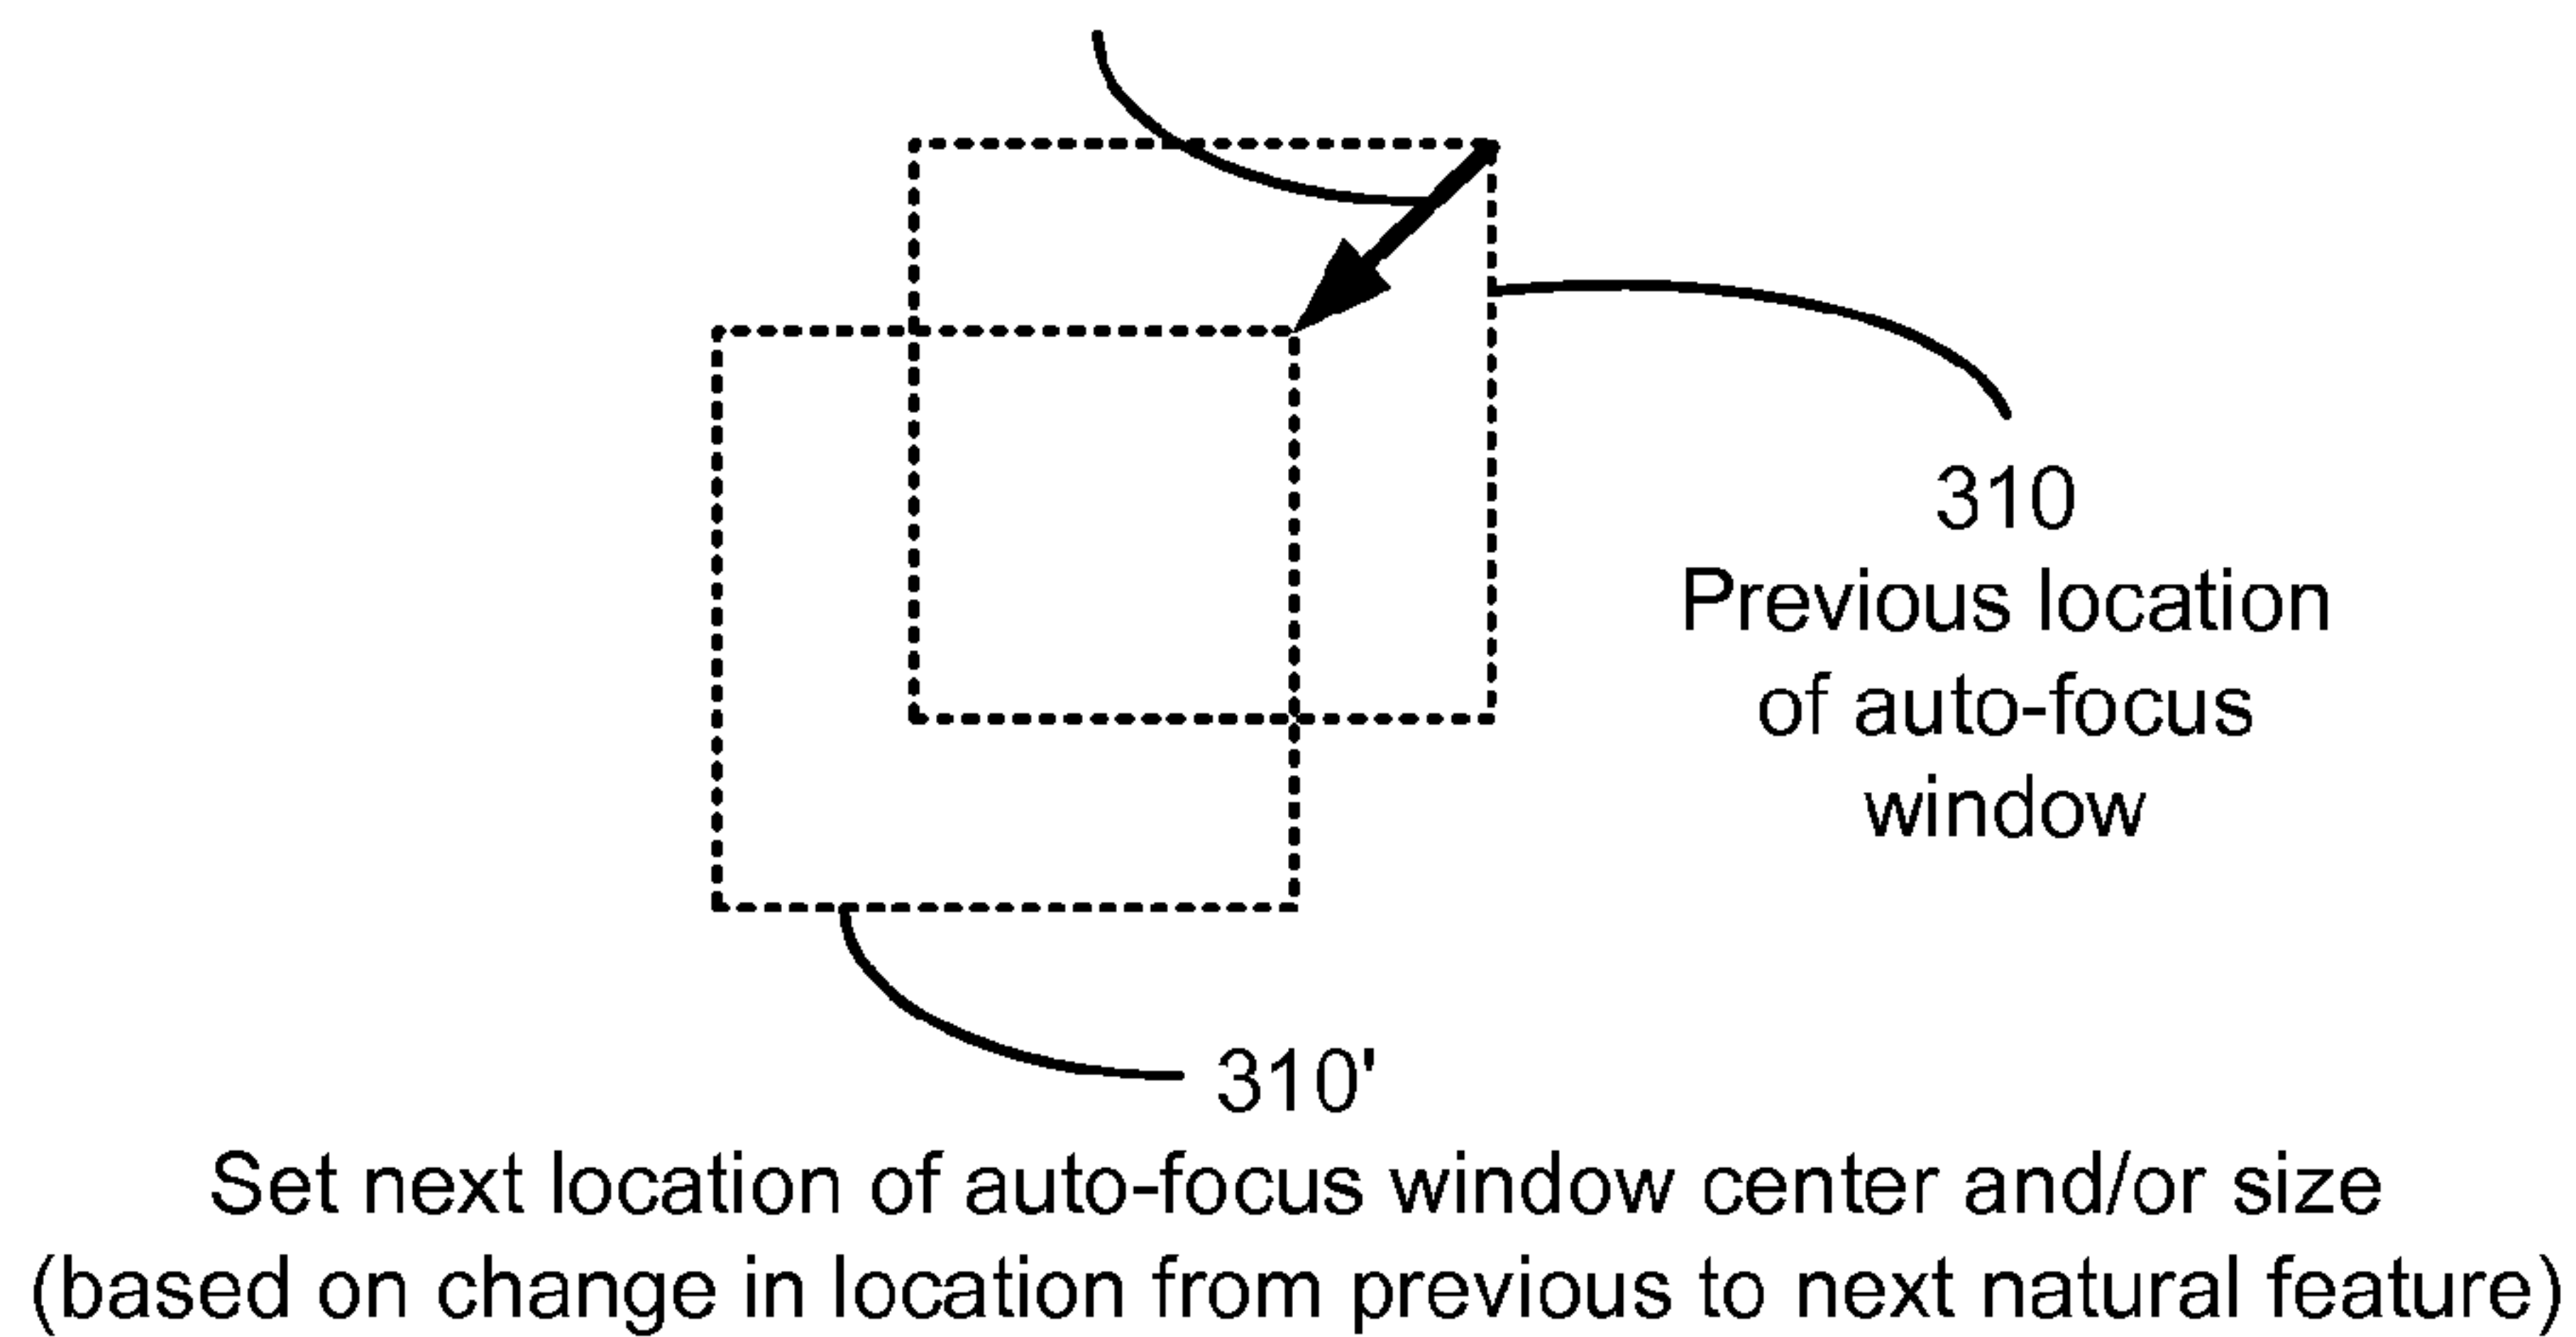 310
Previous location
of auto-focus
window
310'
Set next location of auto-focus window center and/or size
(based on change in location from previous to next natural feature)